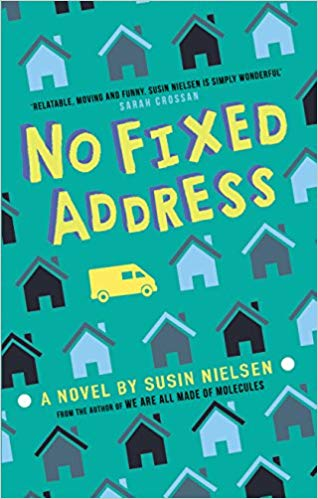 'RELATABLE, MOVING AND FUNNY, SUSIN NIELSEN IS SIMPLY WONDERFUL'
SARAH CROSSAN
NO FIXED
ADDRESS
A NOVEL BY SUSIN NIELSEN
FROM THE AUTHOR OF WE ARE ALL MADE OF MOLECULES